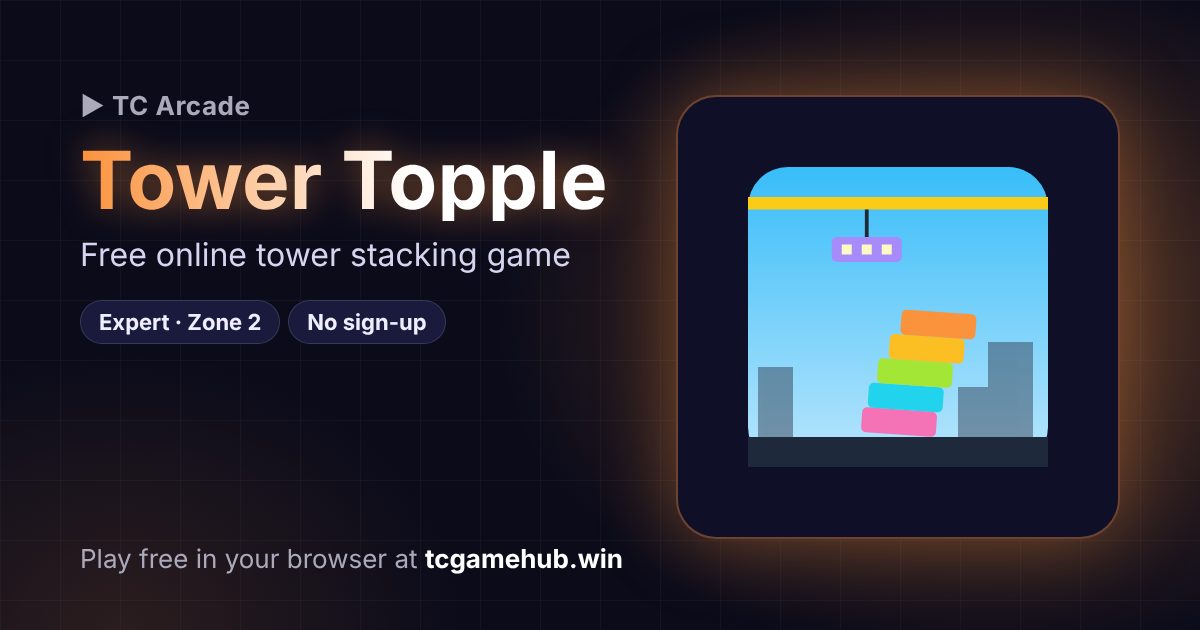 ▶ TC Arcade
Tower Topple
Free online tower stacking game
Expert · Zone 2
No sign-up
Play free in your browser at tcgamehub.win